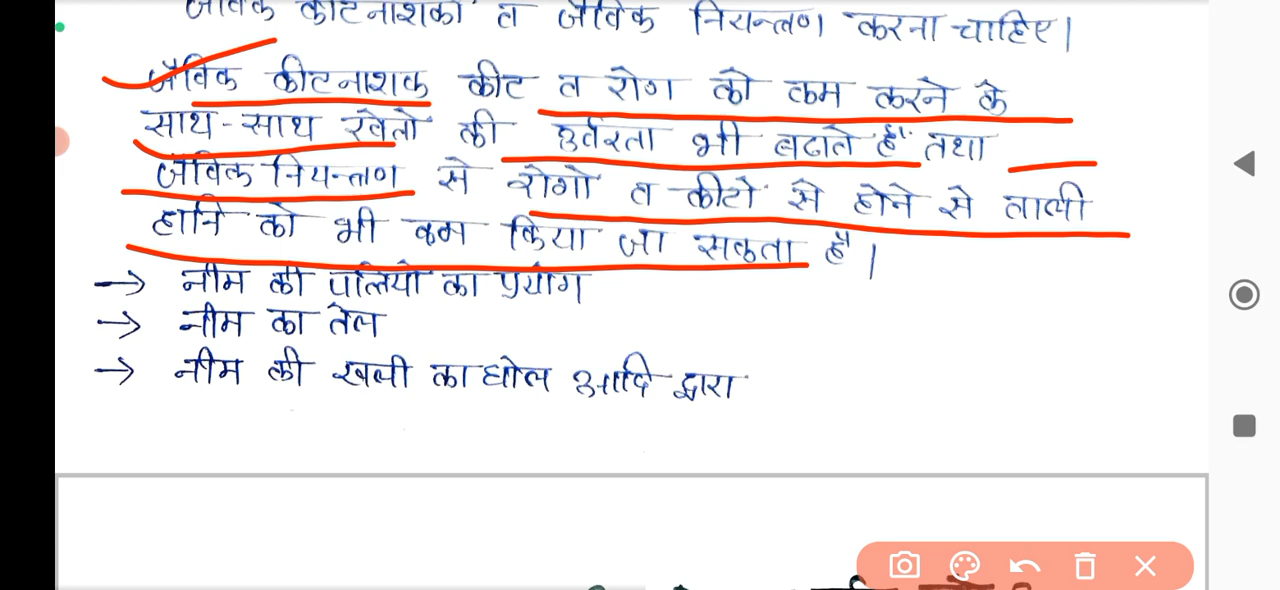 जैविक कीटनाशको व जैविक नियन्त्रण करना चाहिए।
जैविक कीटनाशक कीट व रोग को कम करने के
साथ-साथ खेतो की उर्वरता भी बढाते हैं तथा
जैविक नियन्त्रण से रोगो व कीटो से होने से वाली
हानि को भी कम किया जा सकता है।
→ नीम की पत्तियो का प्रयोग
→ नीम का तेल
→ नीम की खली का घोल आदि द्वारा